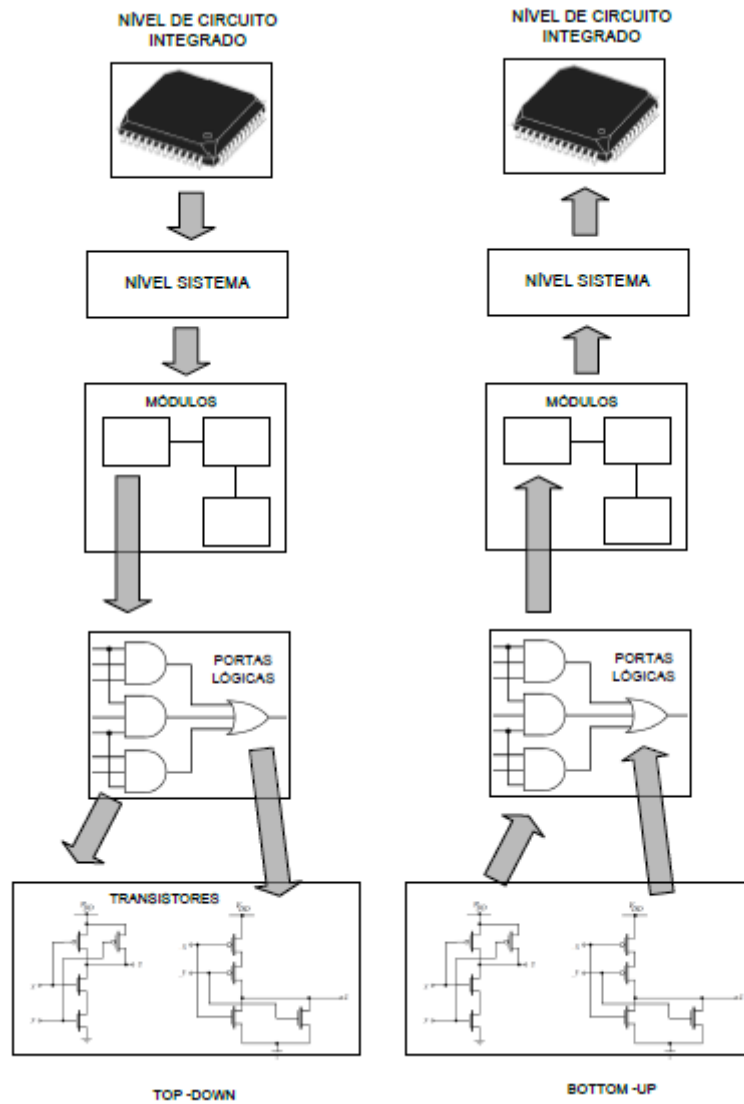 NÍVEL DE CIRCUITO
INTEGRADO
NÍVEL SISTEMA
MÓDULOS
PORTAS
LÓGICAS
TRANSISTORES
TOP -DOWN
NÍVEL DE CIRCUITO
INTEGRADO
NÍVEL SISTEMA
MÓDULOS
PORTAS
LÓGICAS
BOTTOM -UP